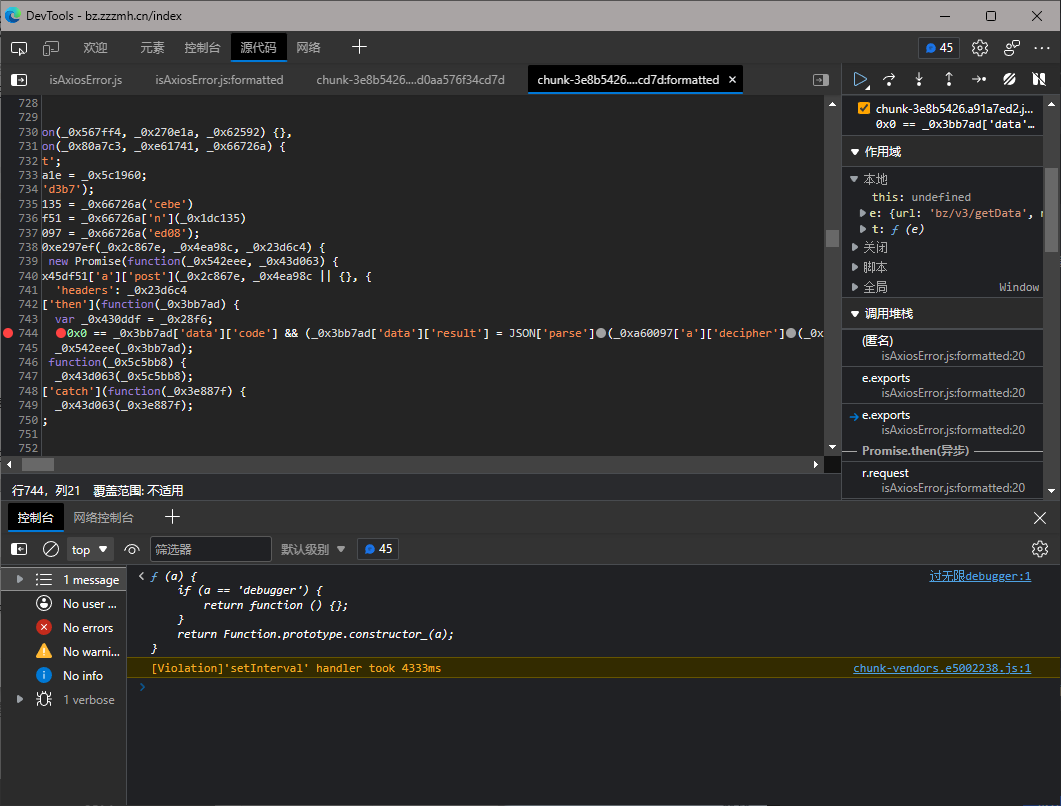 DevTools - bz.zzzmh.cn/index
欢迎 元素 控制台 源代码 网络 45
isAxiosError.js isAxiosError.js:formatted chunk-3e8b5426....d0aa576f34cd7d chunk-3e8b5426....cd7d:formatted ×
728
729
730 on(_0x567ff4, _0x270e1a, _0x62592) {},
731 on(_0x80a7c3, _0xe61741, _0x66726a) {
732 t';
733 a1e = _0x5c1960;
734 'd3b7');
735 135 = _0x66726a('cebe')
736 f51 = _0x66726a['n'](_0x1dc135)
737 097 = _0x66726a('ed08');
738 0xe297ef(_0x2c867e, _0x4ea98c, _0x23d6c4) {
739 new Promise(function(_0x542eee, _0x43d063) {
740 x45df51['a']['post'](_0x2c867e, _0x4ea98c || {}, {
741 'headers': _0x23d6c4
742 ['then'](function(_0x3bb7ad) {
743 var _0x430ddf = _0x28f6;
744 0x0 == _0x3bb7ad['data']['code'] && (_0x3bb7ad['data']['result'] = JSON['parse'](_0xa60097['a']['decipher'](_0x
745 _0x542eee(_0x3bb7ad);
746 function(_0x5c5bb8) {
747 _0x43d063(_0x5c5bb8);
748 ['catch'](function(_0x3e887f) {
749 _0x43d063(_0x3e887f);
750 ;
751
752
行744，列21 覆盖范围: 不适用
chunk-3e8b5426.a91a7ed2.j...
0x0 == _0x3bb7ad['data'...
作用域
本地
this: undefined
e: {url: 'bz/v3/getData',
t: ƒ (e)
关闭
脚本
全局 Window
调用堆栈
(匿名)
isAxiosError.js:formatted:20
e.exports
isAxiosError.js:formatted:20
e.exports
isAxiosError.js:formatted:20
Promise.then(异步)
r.request
isAxiosError.js:formatted:20
控制台 网络控制台
top 筛选器 默认级别 45
1 message
No user ...
No errors
No warni...
No info
1 verbose
ƒ (a) { 过无限debugger:1
if (a == 'debugger') {
return function () {};
}
return Function.prototype.constructor_(a);
}
[Violation]'setInterval' handler took 4333ms chunk-vendors.e5002238.js:1